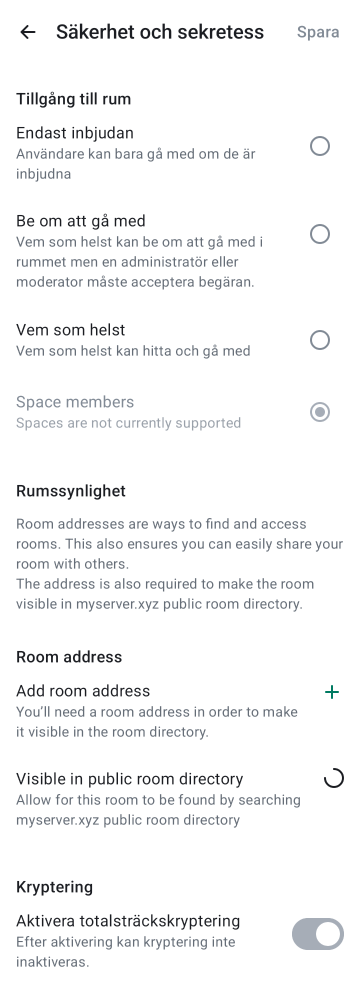 Säkerhet och sekretess Spara
Tillgång till rum
Endast inbjudan
Användare kan bara gå med om de är
inbjudna
Be om att gå med
Vem som helst kan be om att gå med i
rummet men en administratör eller
moderator måste acceptera begäran.
Vem som helst
Vem som helst kan hitta och gå med
Space members
Spaces are not currently supported
Rumssynlighet
Room addresses are ways to find and access
rooms. This also ensures you can easily share your
room with others.
The address is also required to make the room
visible in myserver.xyz public room directory.
Room address
Add room address
You’ll need a room address in order to make
it visible in the room directory.
Visible in public room directory
Allow for this room to be found by searching
myserver.xyz public room directory
Kryptering
Aktivera totalsträckskryptering
Efter aktivering kan kryptering inte
inaktiveras.